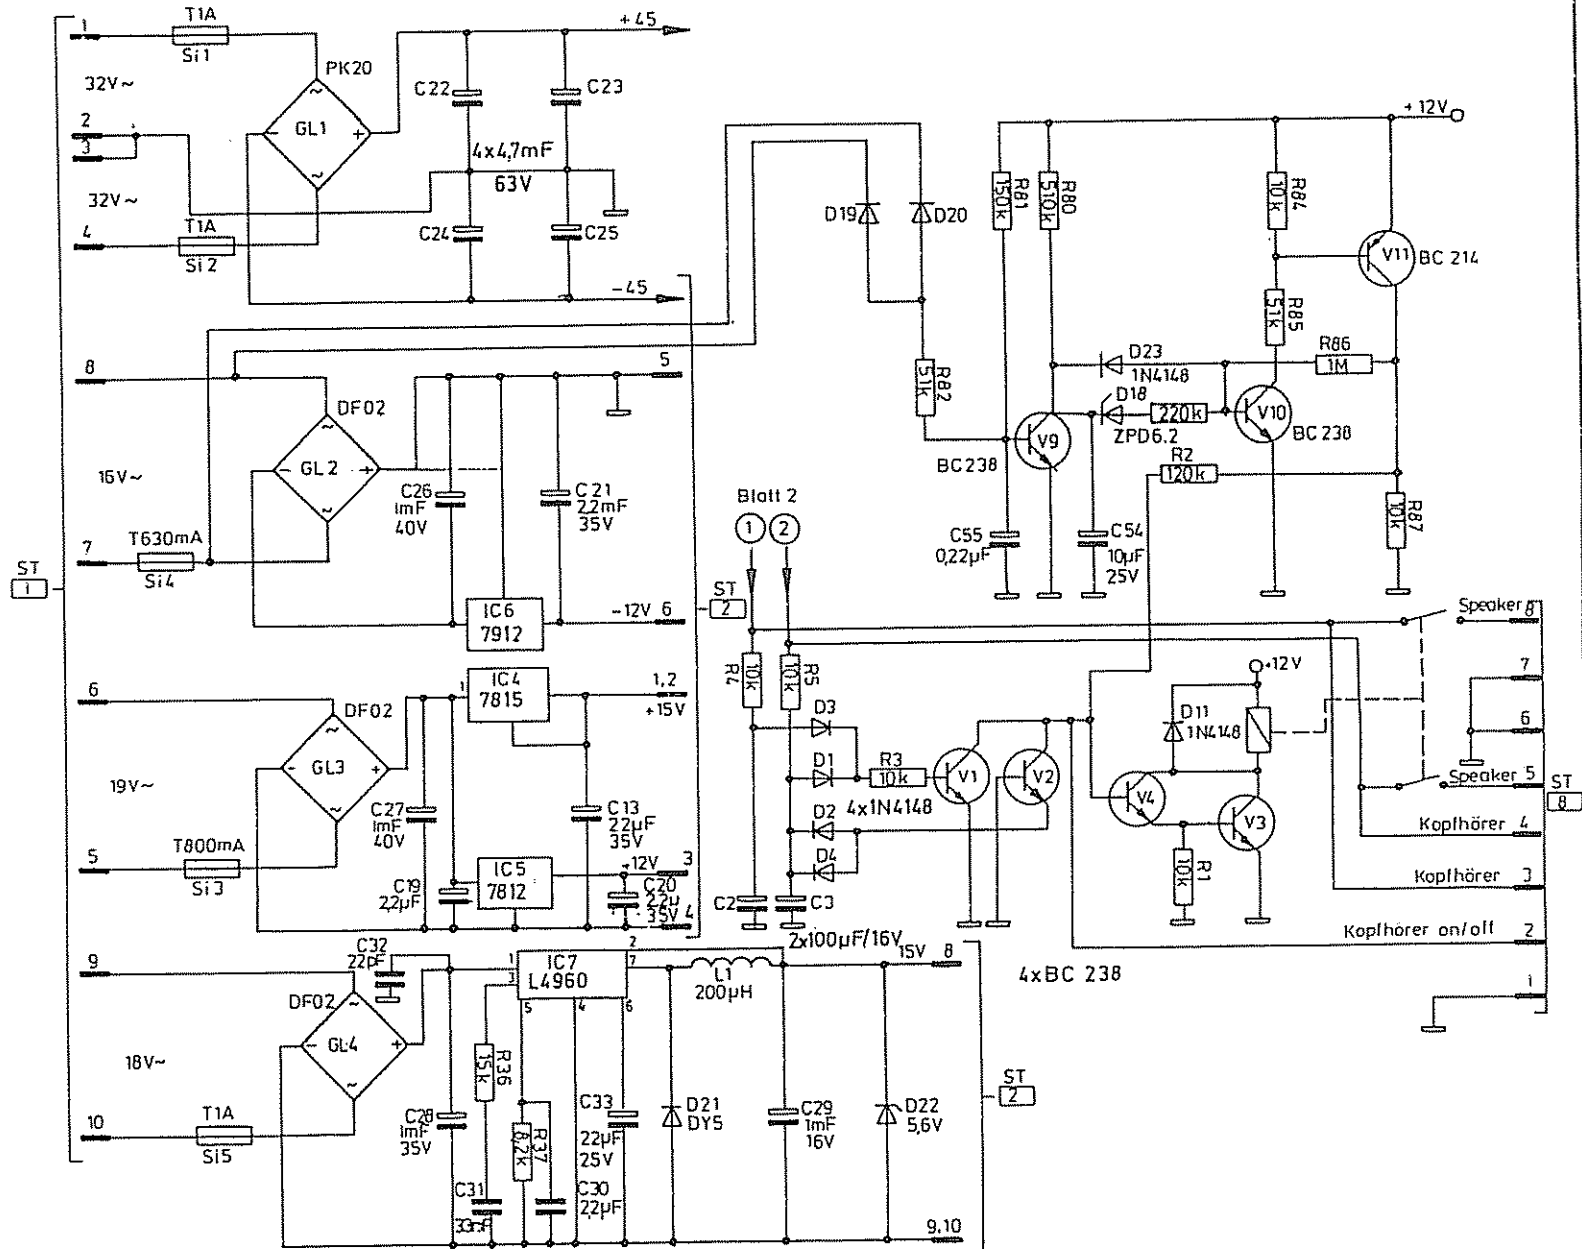 1
T1A
Si1
32V~
PK20
GL1
~
~
-
+
2
3
32V~
T1A
Si2
4
+45
C22
C23
4x4,7mF
63V
C24
C25
-45
8
DF02
GL2
~
~
-
+
16V~
7
T630mA
Si4
C26
1mF
40V
C21
2,2mF
35V
5
IC6
7912
-12V
6
ST
1
ST
2
6
DF02
GL3
~
~
-
+
19V~
5
T800mA
Si3
1
IC4
7815
1,2
+15V
C27
1mF
40V
C13
22µF
35V
IC5
7812
+12V
3
C19
2,2µF
C20
2,2µ
35V
4
9
C32
22pF
DF02
GL4
~
~
-
+
18V~
10
T1A
Si5
C28
1mF
35V
IC7
L4960
1
3
2
7
5
4
6
L1
200µH
15V
8
R36
15k
C31
33nF
R37
6,2k
C33
22µF
25V
C30
2,2µF
D21
DY5
C29
1mF
16V
D22
5,6V
9,10
ST
2
D19
D20
+12V
R81
150k
R80
510k
R84
10k
V11
BC 214
R85
51k
R86
1M
D23
1N4148
D18
ZPD6.2
220k
V10
BC 238
R82
51k
V9
BC238
R2
120k
R87
10k
C55
0,22µF
C54
10µF
25V
Blatt 2
1
2
R4
10k
R5
10k
D3
D1
D2
D4
R3
10k
4x1N4148
V1
V2
C2
C3
2x100µF/16V
4xBC 238
+12V
D11
1N4148
V4
V3
R1
10k
Speaker
8
7
6
Speaker
5
ST
8
Kopfhörer
4
Kopfhörer
3
Kopfhörer on/off
2
1